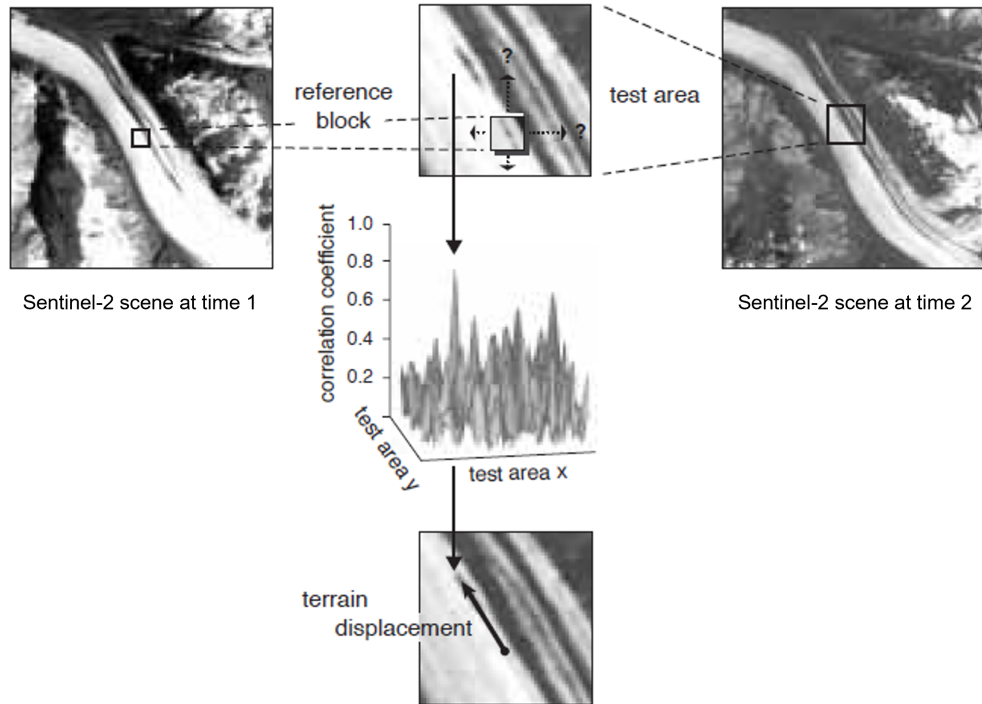 reference
block
?
?
test area
Sentinel-2 scene at time 1
Sentinel-2 scene at time 2
correlation coefficient
1.0
0.8
0.6
0.4
0.2
test area y
test area x
terrain
displacement